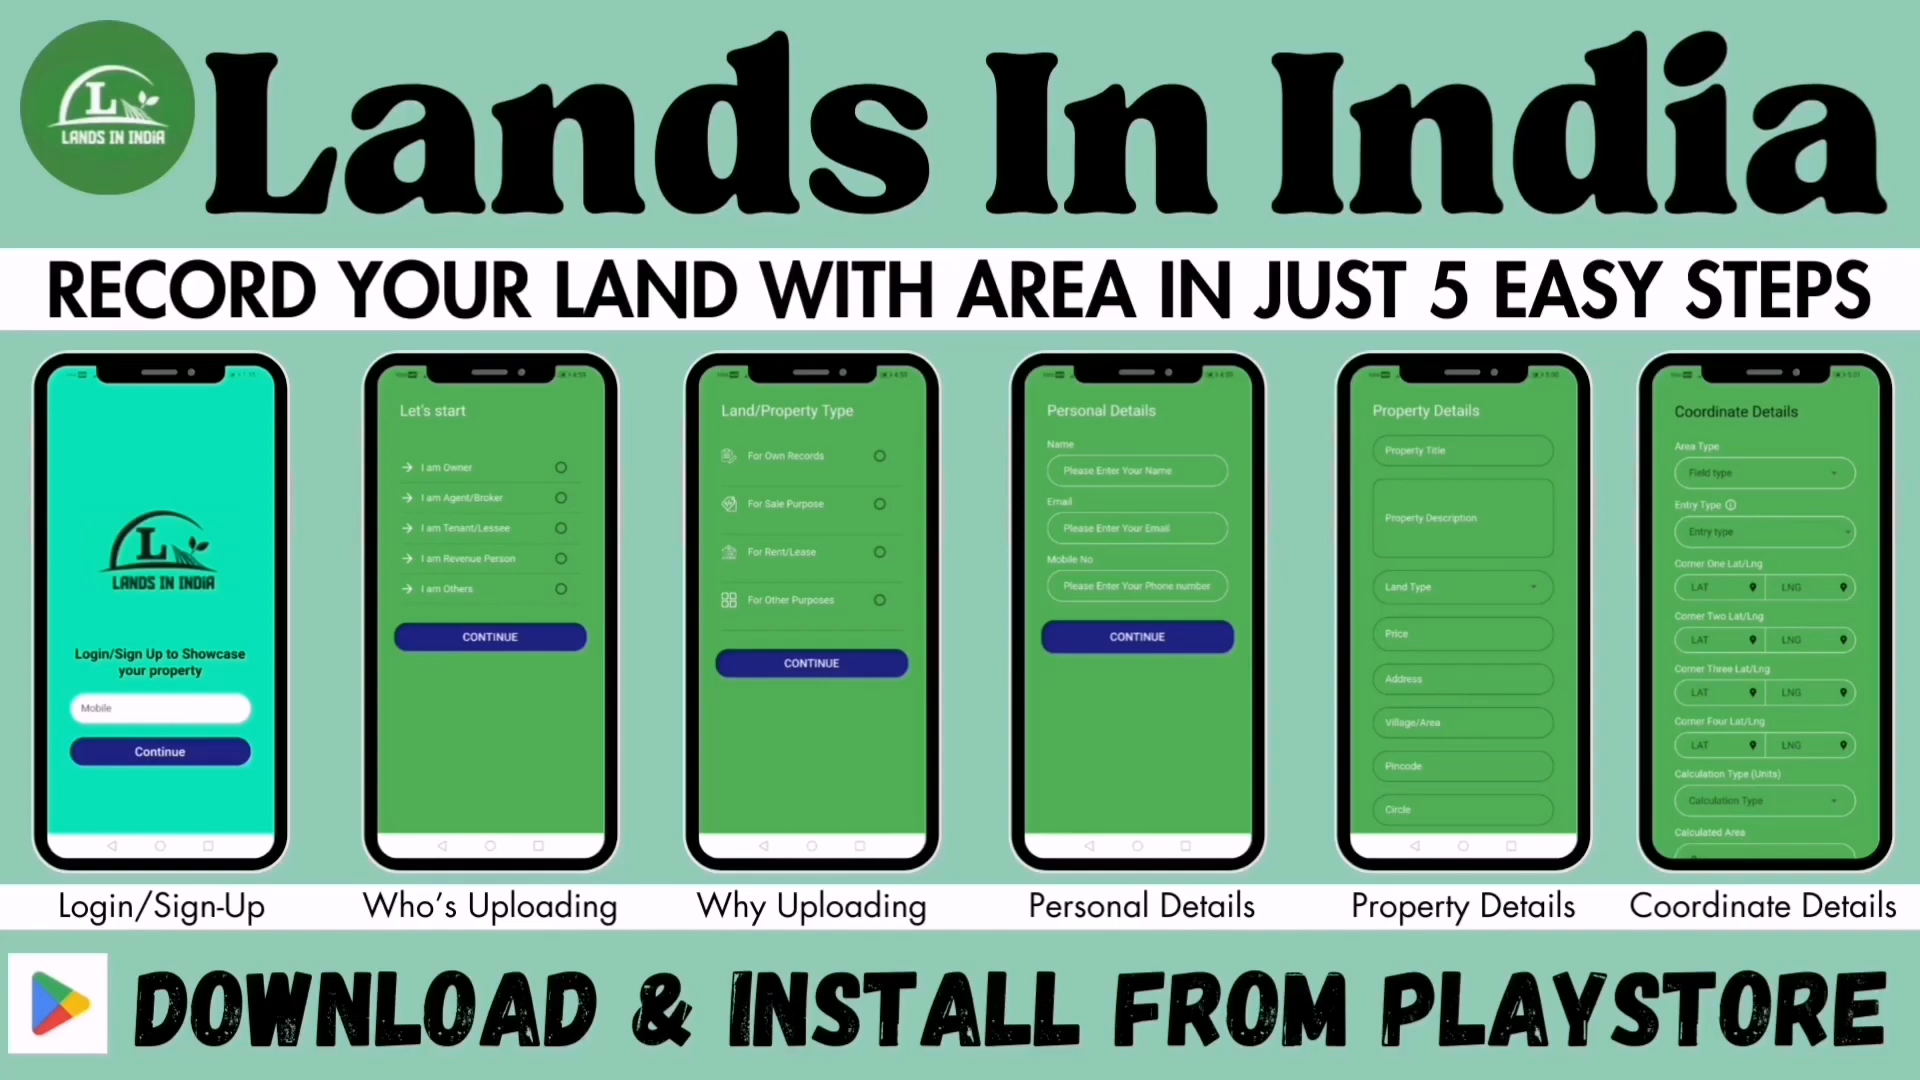 L
LANDS IN INDIA
Lands In India
RECORD YOUR LAND WITH AREA IN JUST 5 EASY STEPS
L
LANDS IN INDIA
Login/Sign Up to Showcase
your property
Mobile
Continue
Let's start
I am Owner
I am Agent/Broker
I am Tenant/Lessee
I am Revenue Person
I am Others
CONTINUE
Land/Property Type
For Own Records
For Sale Purpose
For Rent/Lease
For Other Purposes
CONTINUE
Personal Details
Name
Please Enter Your Name
Email
Please Enter Your Email
Mobile No
Please Enter Your Phone number
CONTINUE
Property Details
Property Title
Property Description
Land Type
Price
Address
Village/Area
Pincode
Circle
Coordinate Details
Area Type
Field type
Entry Type
Entry type
Corner One Lat/Lng
LAT LNG
Corner Two Lat/Lng
LAT LNG
Corner Three Lat/Lng
LAT LNG
Corner Four Lat/Lng
LAT LNG
Calculation Type (Units)
Calculation Type
Calculated Area
Login/Sign-Up
Who's Uploading
Why Uploading
Personal Details
Property Details
Coordinate Details
DOWNLOAD & INSTALL FROM PLAYSTORE